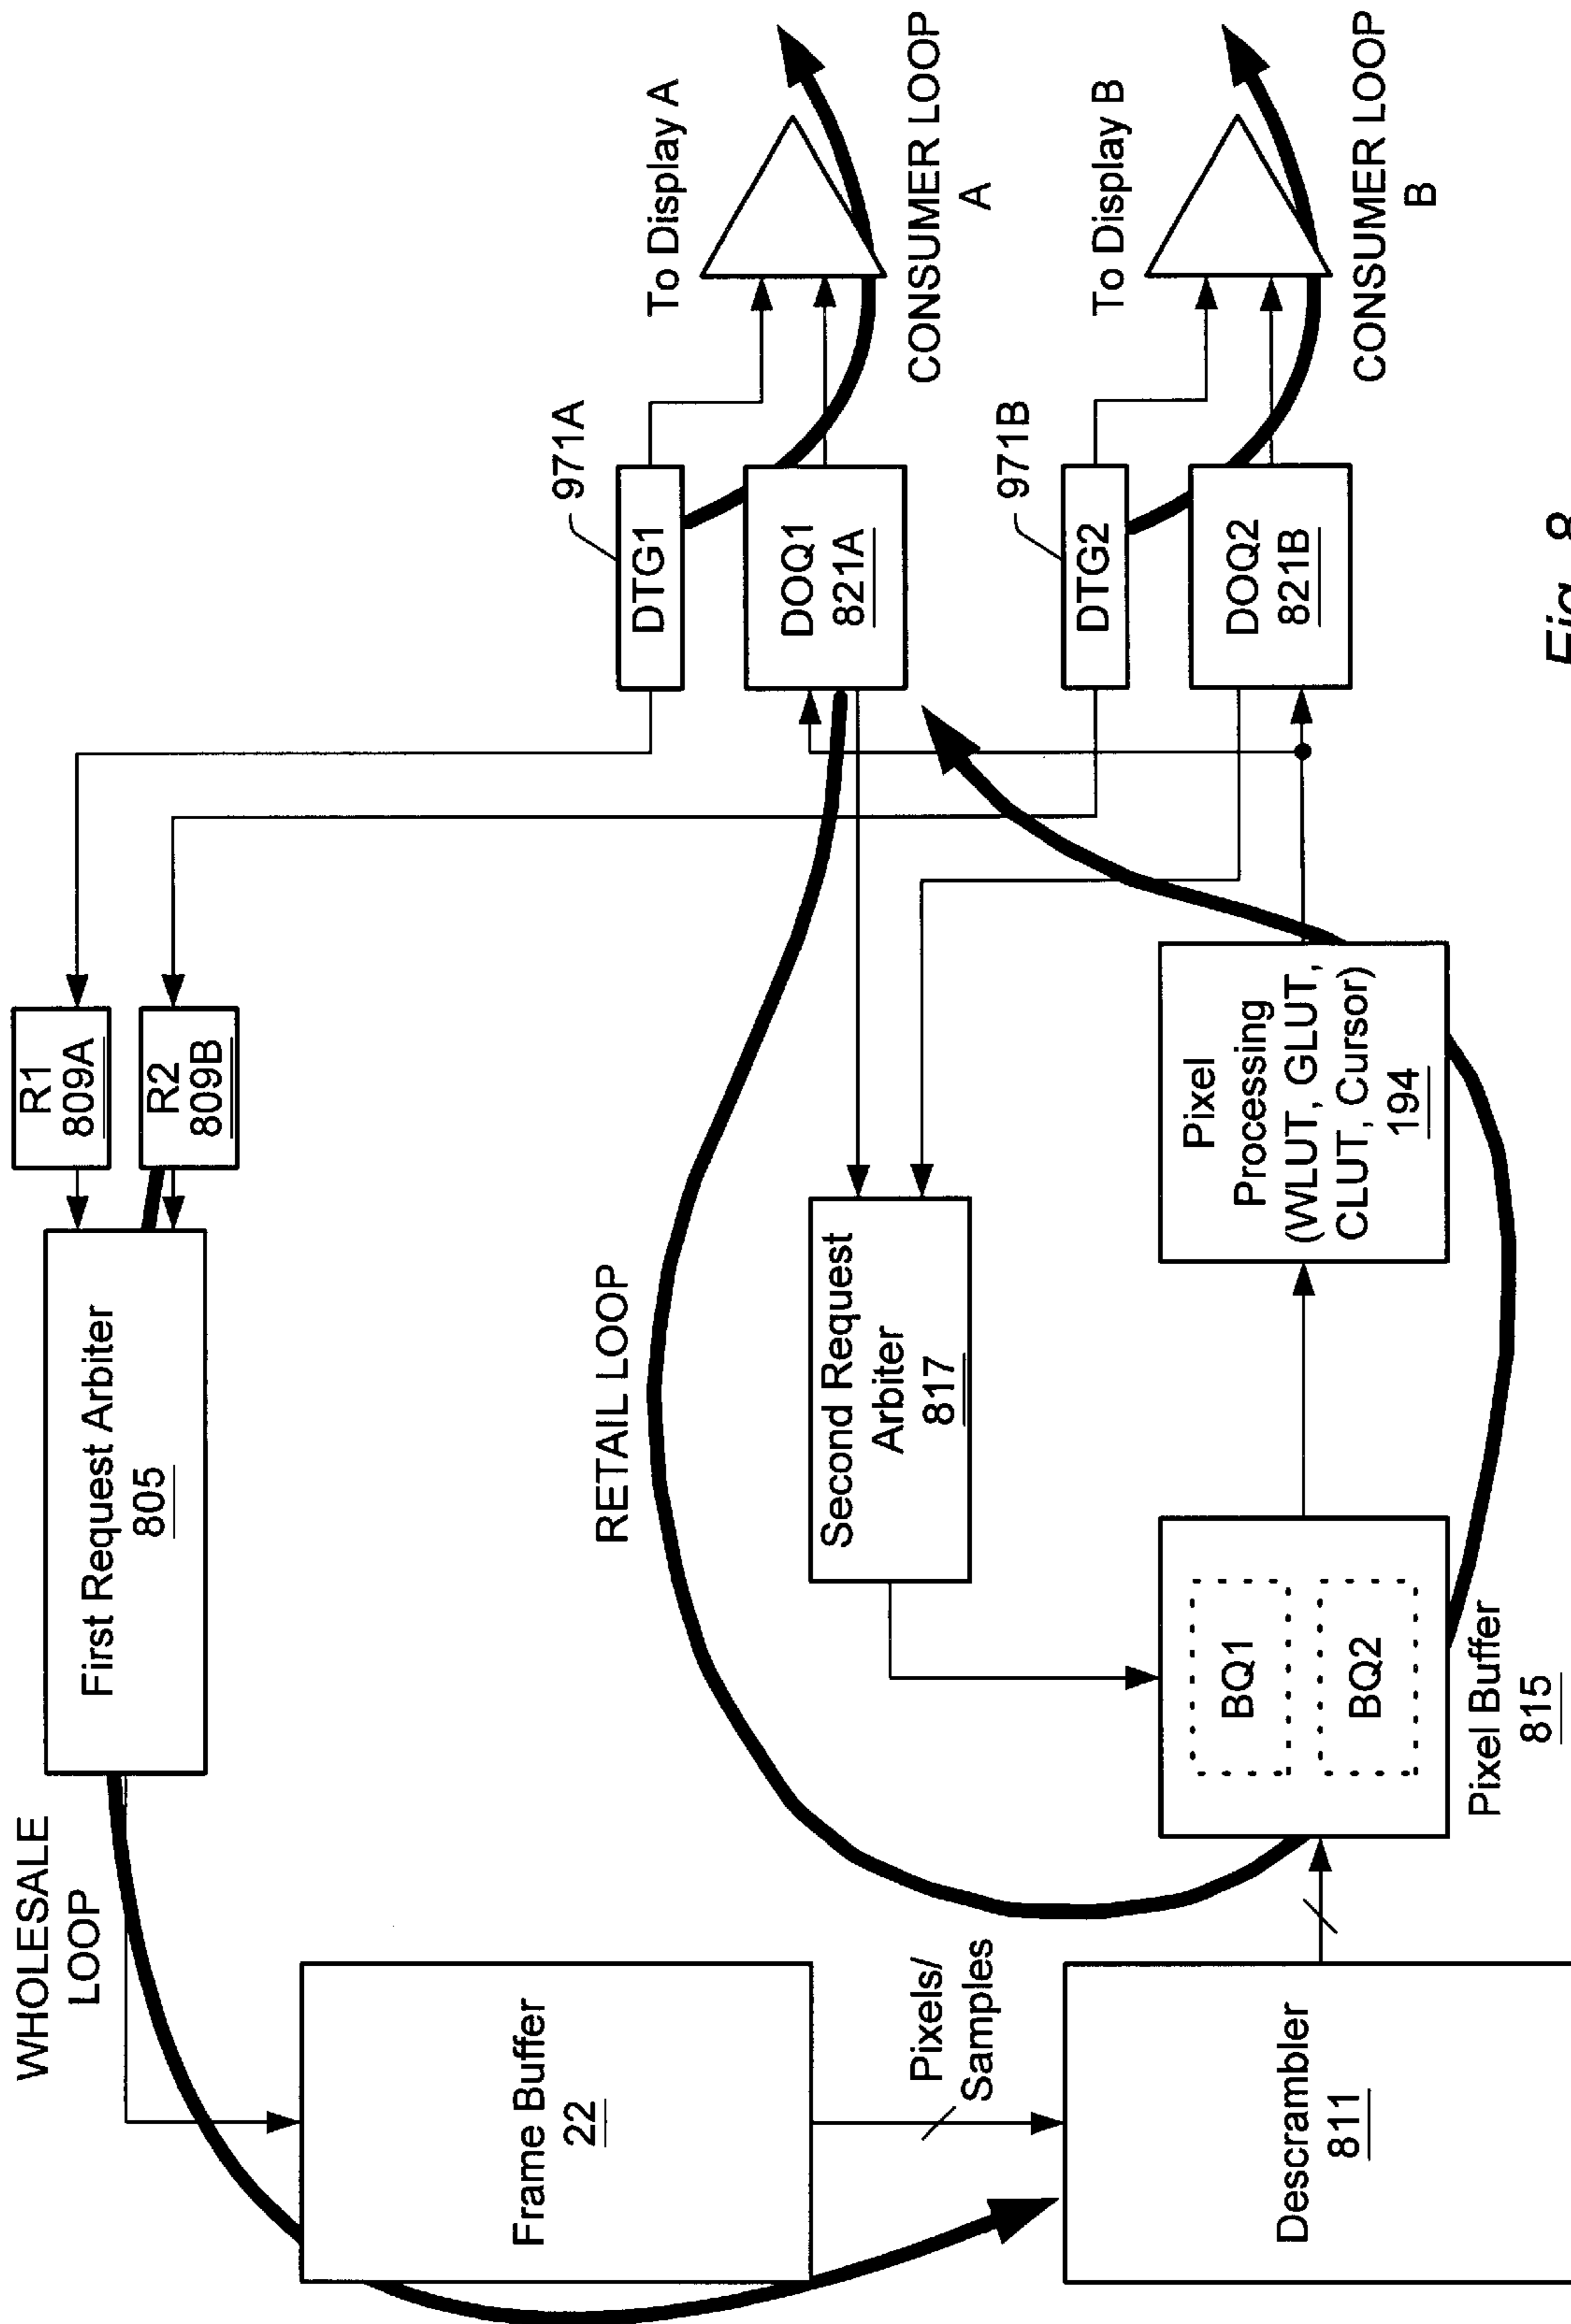 WHOLESALE
LOOP
First Request Arbiter
805
R1
809A
R2
809B
Frame Buffer
22
Pixels/
Samples
Descrambler
811
RETAIL LOOP
Second Request
Arbiter
817
BQ1
BQ2
Pixel Buffer
815
Pixel
Processing
(WLUT, GLUT,
CLUT, Cursor)
194
971A
DTG1
DOQ1
821A
To Display A
CONSUMER LOOP
A
971B
DTG2
DOQ2
821B
To Display B
CONSUMER LOOP
B
Fig. 8